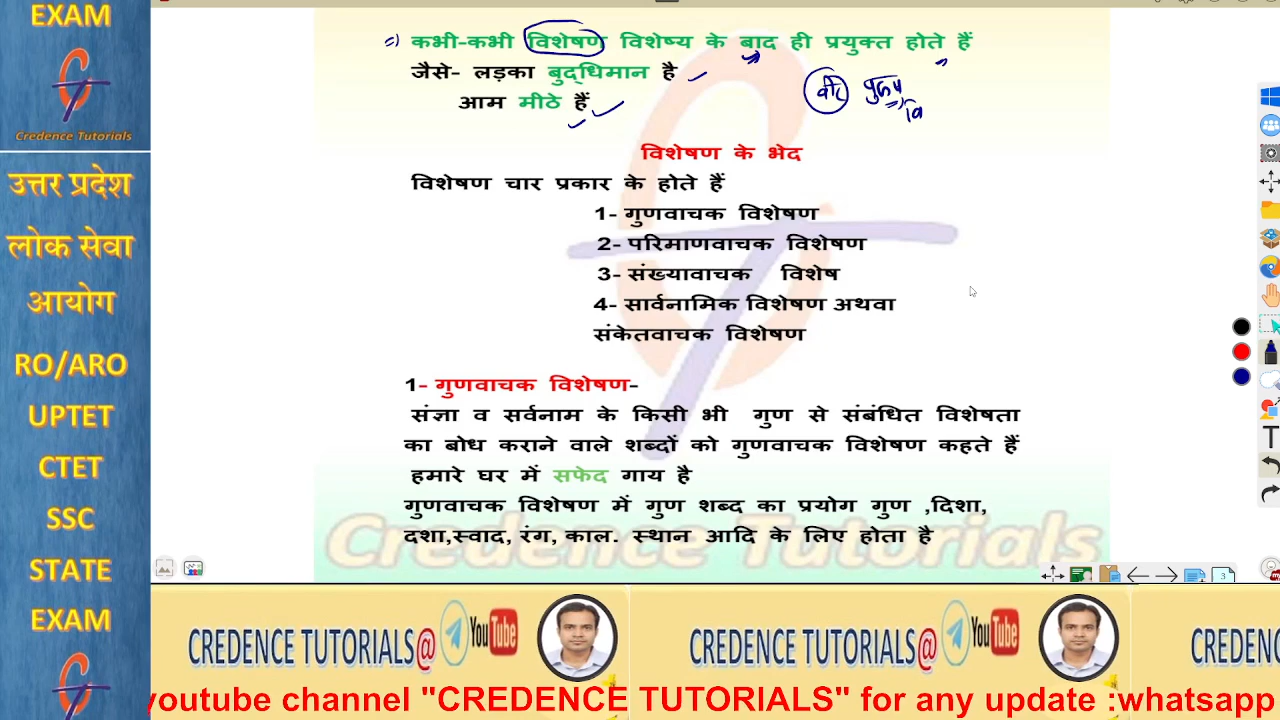 EXAM
Credence Tutorials
उत्तर प्रदेश
लोक सेवा
आयोग
RO/ARO
UPTET
CTET
SSC
STATE
EXAM
=) कभी-कभी विशेषण विशेष्य के बाद ही प्रयुक्त होते हैं
जैसे- लड़का बुद्धिमान है
आम मीठे हैं
वीर पुरुष
विशेषण के भेद
विशेषण चार प्रकार के होते हैं
1- गुणवाचक विशेषण
2- परिमाणवाचक विशेषण
3- संख्यावाचक विशेष
4- सार्वनामिक विशेषण अथवा
संकेतवाचक विशेषण
1- गुणवाचक विशेषण-
संज्ञा व सर्वनाम के किसी भी गुण से संबंधित विशेषता
का बोध कराने वाले शब्दों को गुणवाचक विशेषण कहते हैं
हमारे घर में सफेद गाय है
गुणवाचक विशेषण में गुण शब्द का प्रयोग गुण ,दिशा,
दशा,स्वाद, रंग, काल. स्थान आदि के लिए होता है
Credence Tutorials
3
CREDENCE TUTORIALS@ YouTube CREDENCE TUTORIALS@ YouTube CREDENC
youtube channel "CREDENCE TUTORIALS" for any update :whatsapp